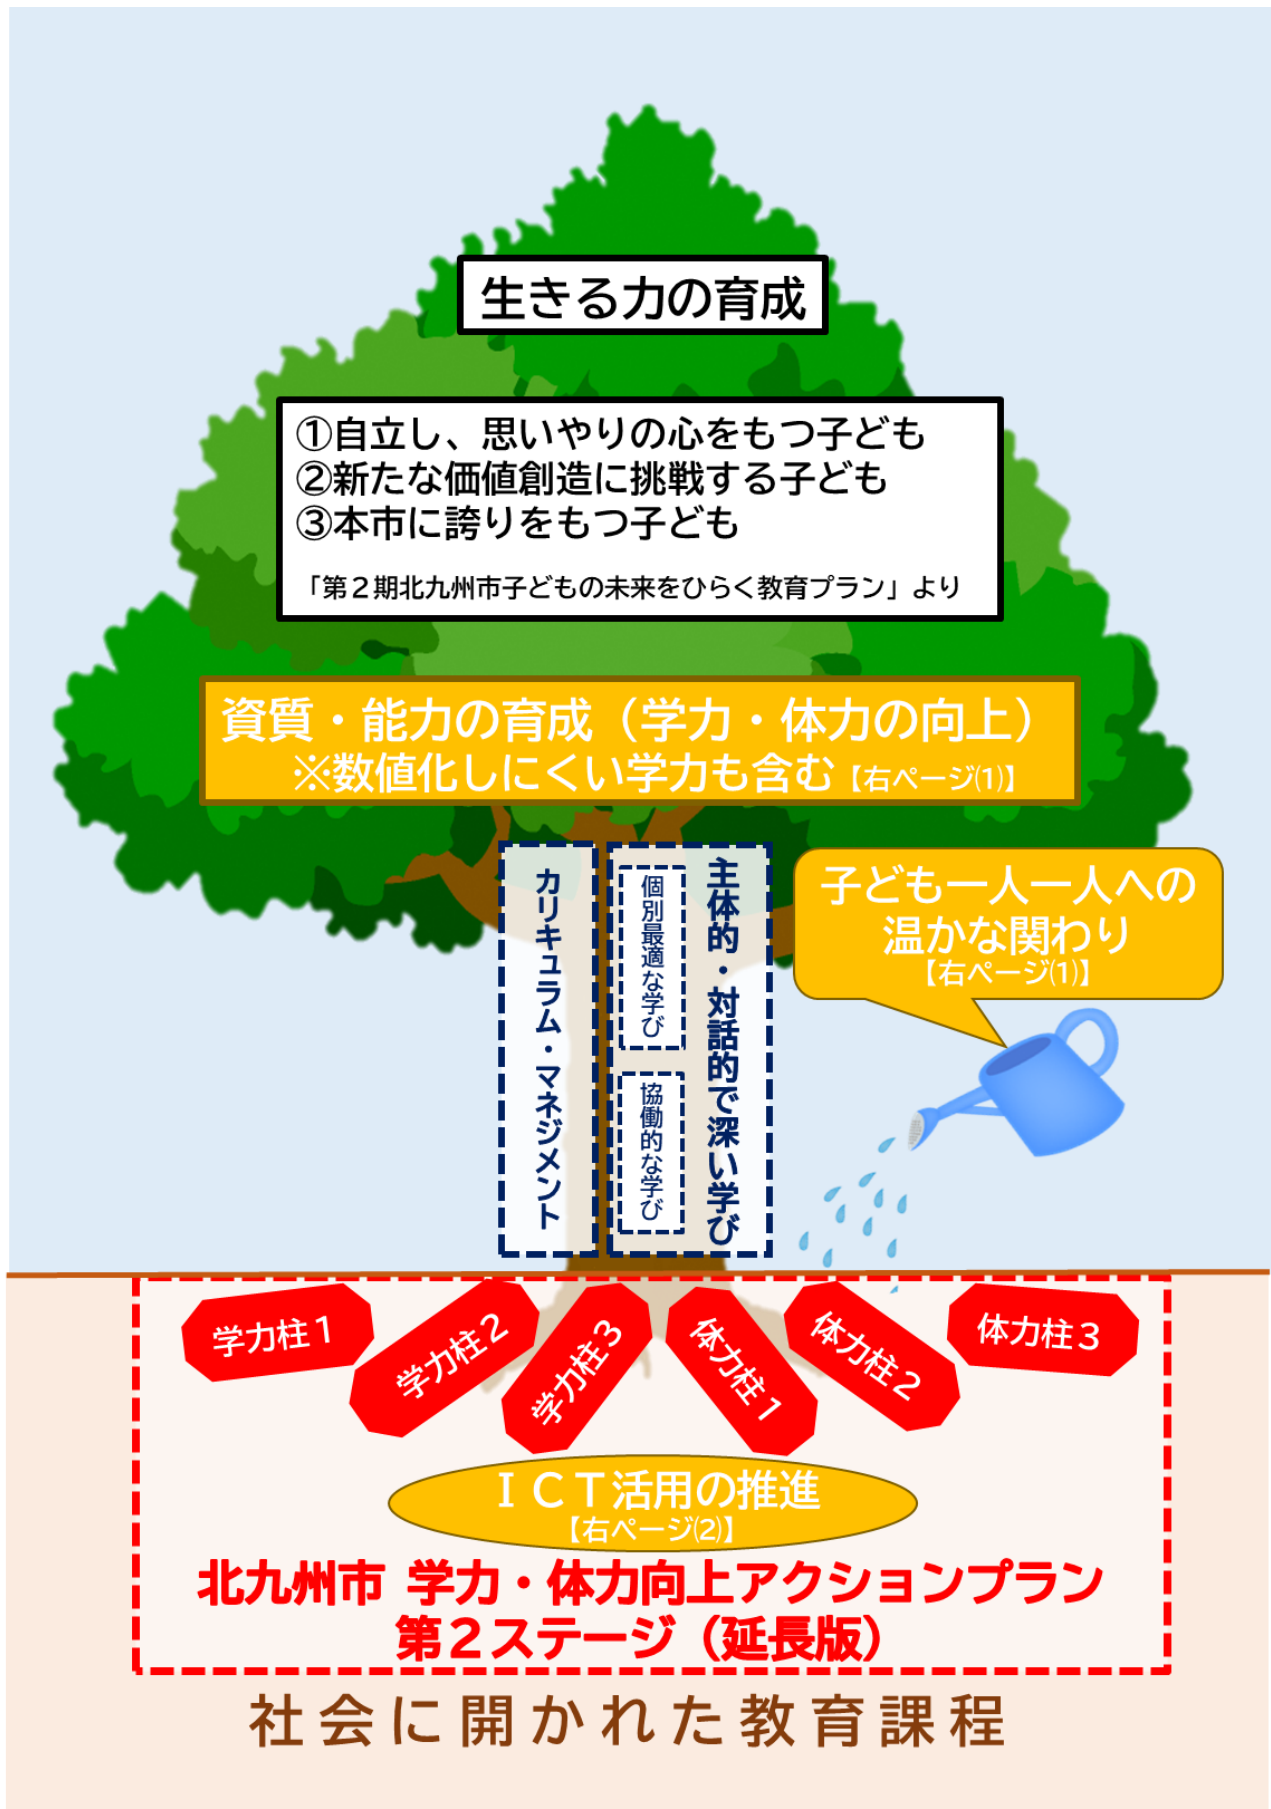 生きる力の育成
①自立し、思いやりの心をもつ子ども
②新たな価値創造に挑戦する子ども
③本市に誇りをもつ子ども
「第２期北九州市子どもの未来をひらく教育プラン」より
資質・能力の育成（学力・体力の向上）
※数値化しにくい学力も含む【右ページ⑴】
カリキュラム・マネジメント
主体的・対話的で深い学び
個別最適な学び
協働的な学び
子ども一人一人への
温かな関わり
【右ページ⑴】
学力柱１
学力柱２
学力柱３
体力柱１
体力柱２
体力柱３
ＩＣＴ活用の推進
【右ページ⑵】
北九州市 学力・体力向上アクションプラン
第２ステージ（延長版）
社会に開かれた教育課程